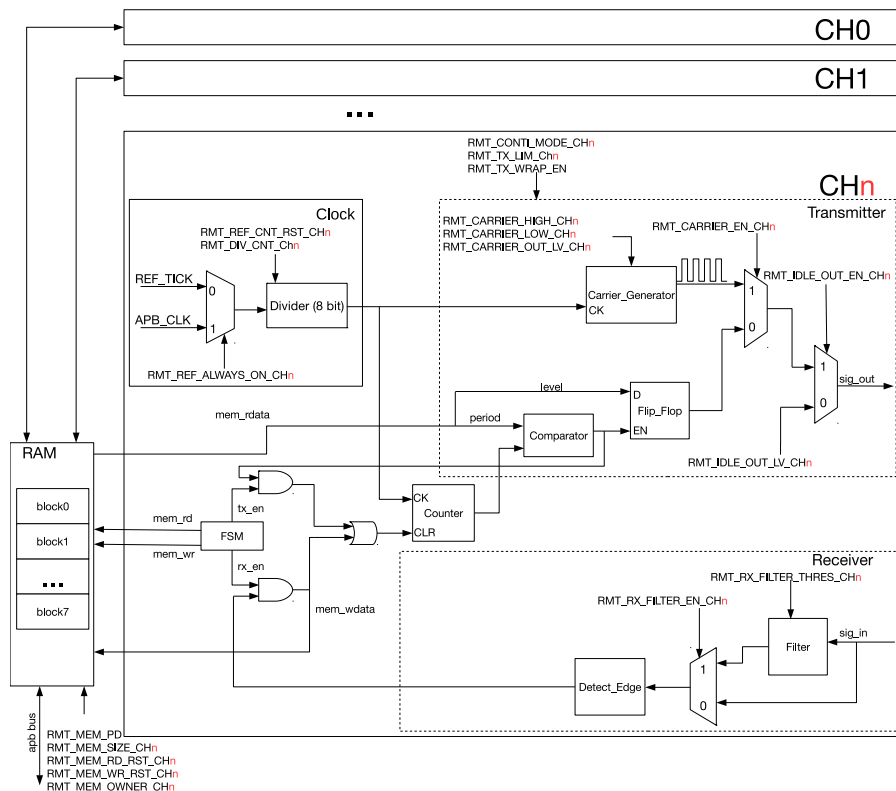 CH0
CH1
...
RMT_CONTI_MODE_CHn
RMT_TX_LIM_Chn
RMT_TX_WRAP_EN
CHn
Clock
Transmitter
RMT_REF_CNT_RST_CHn
RMT_DIV_CNT_Chn
RMT_CARRIER_HIGH_CHn
RMT_CARRIER_LOW_CHn
RMT_CARRIER_OUT_LV_CHn
RMT_CARRIER_EN_CHn
RMT_IDLE_OUT_EN_CHn
REF_TICK
0
Divider (8 bit)
APB_CLK
1
Carrier_Generator
CK
1
0
RMT_REF_ALWAYS_ON_CHn
1
0
sig_out
level
D
Flip_Flop
EN
mem_rdata
period
Comparator
RMT_IDLE_OUT_LV_CHn
RAM
block0
block1
...
block7
mem_rd
mem_wr
tx_en
FSM
rx_en
CK
Counter
CLR
mem_wdata
Receiver
RMT_RX_FILTER_THRES_CHn
RMT_RX_FILTER_EN_CHn
sig_in
Filter
1
0
Detect_Edge
apb bus
RMT_MEM_PD
RMT_MEM_SIZE_CHn
RMT_MEM_RD_RST_CHn
RMT_MEM_WR_RST_CHn
RMT_MEM_OWNER_CHn